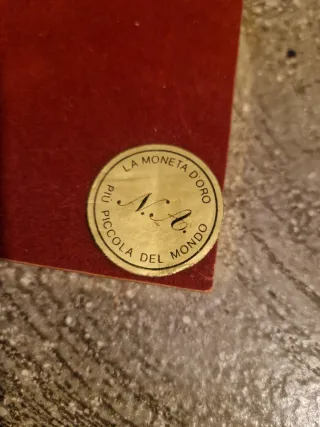 LA MONETA D'ORO
PIÙ PICCOLA DEL MONDO
N.A.